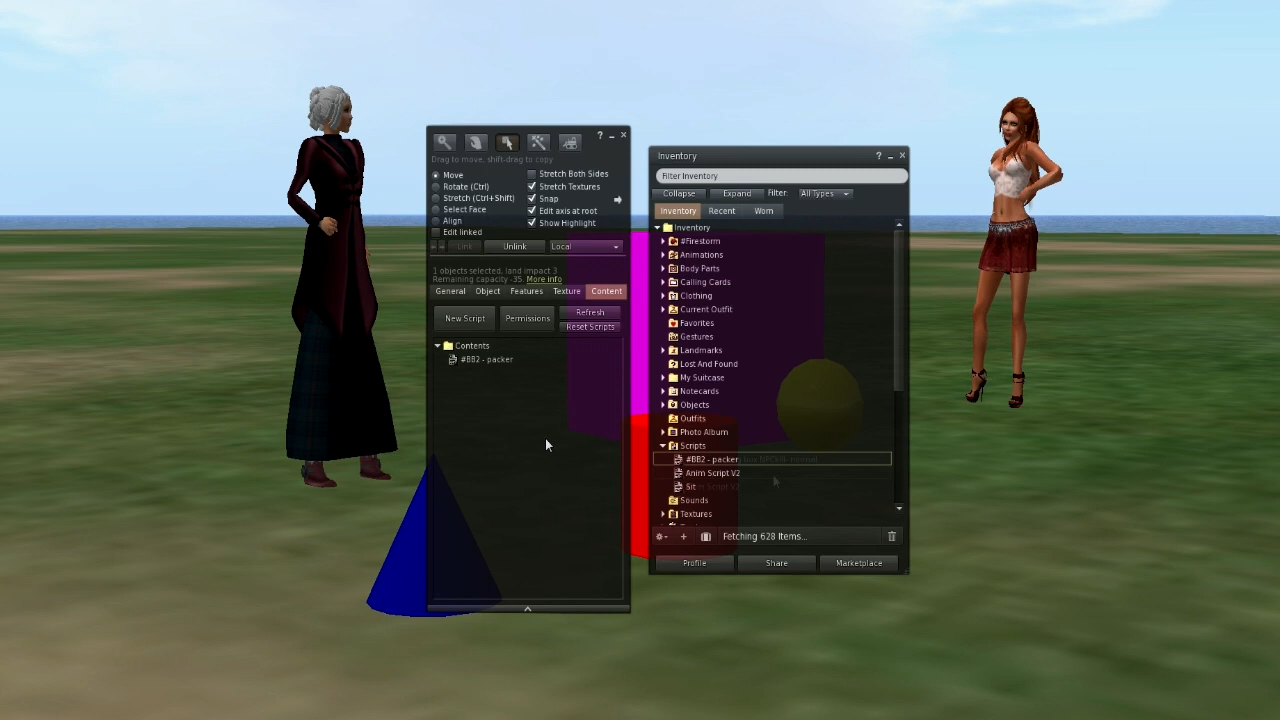 ? _ ×
Drag to move, shift-drag to copy
Move
Rotate (Ctrl)
Stretch (Ctrl+Shift)
Select Face
Align
Edit linked
Stretch Both Sides
Stretch Textures
Snap
Edit axis at root
Show Highlight
Link
Unlink
Local
1 objects selected, land impact 3
Remaining capacity -35. More info
General Object Features Texture Content
New Script
Permissions
Refresh
Reset Scripts
Contents
#BB2 - packer
Inventory ? _ ×
Filter Inventory
Collapse Expand Filter: All Types
Inventory Recent Worn
Inventory
#Firestorm
Animations
Body Parts
Calling Cards
Clothing
Current Outfit
Favorites
Gestures
Landmarks
Lost And Found
My Suitcase
Notecards
Objects
Outfits
Photo Album
Scripts
#BB2 - packer
Anim Script V2
Sit
Sounds
Textures
Fetching 628 Items...
Profile Share Marketplace